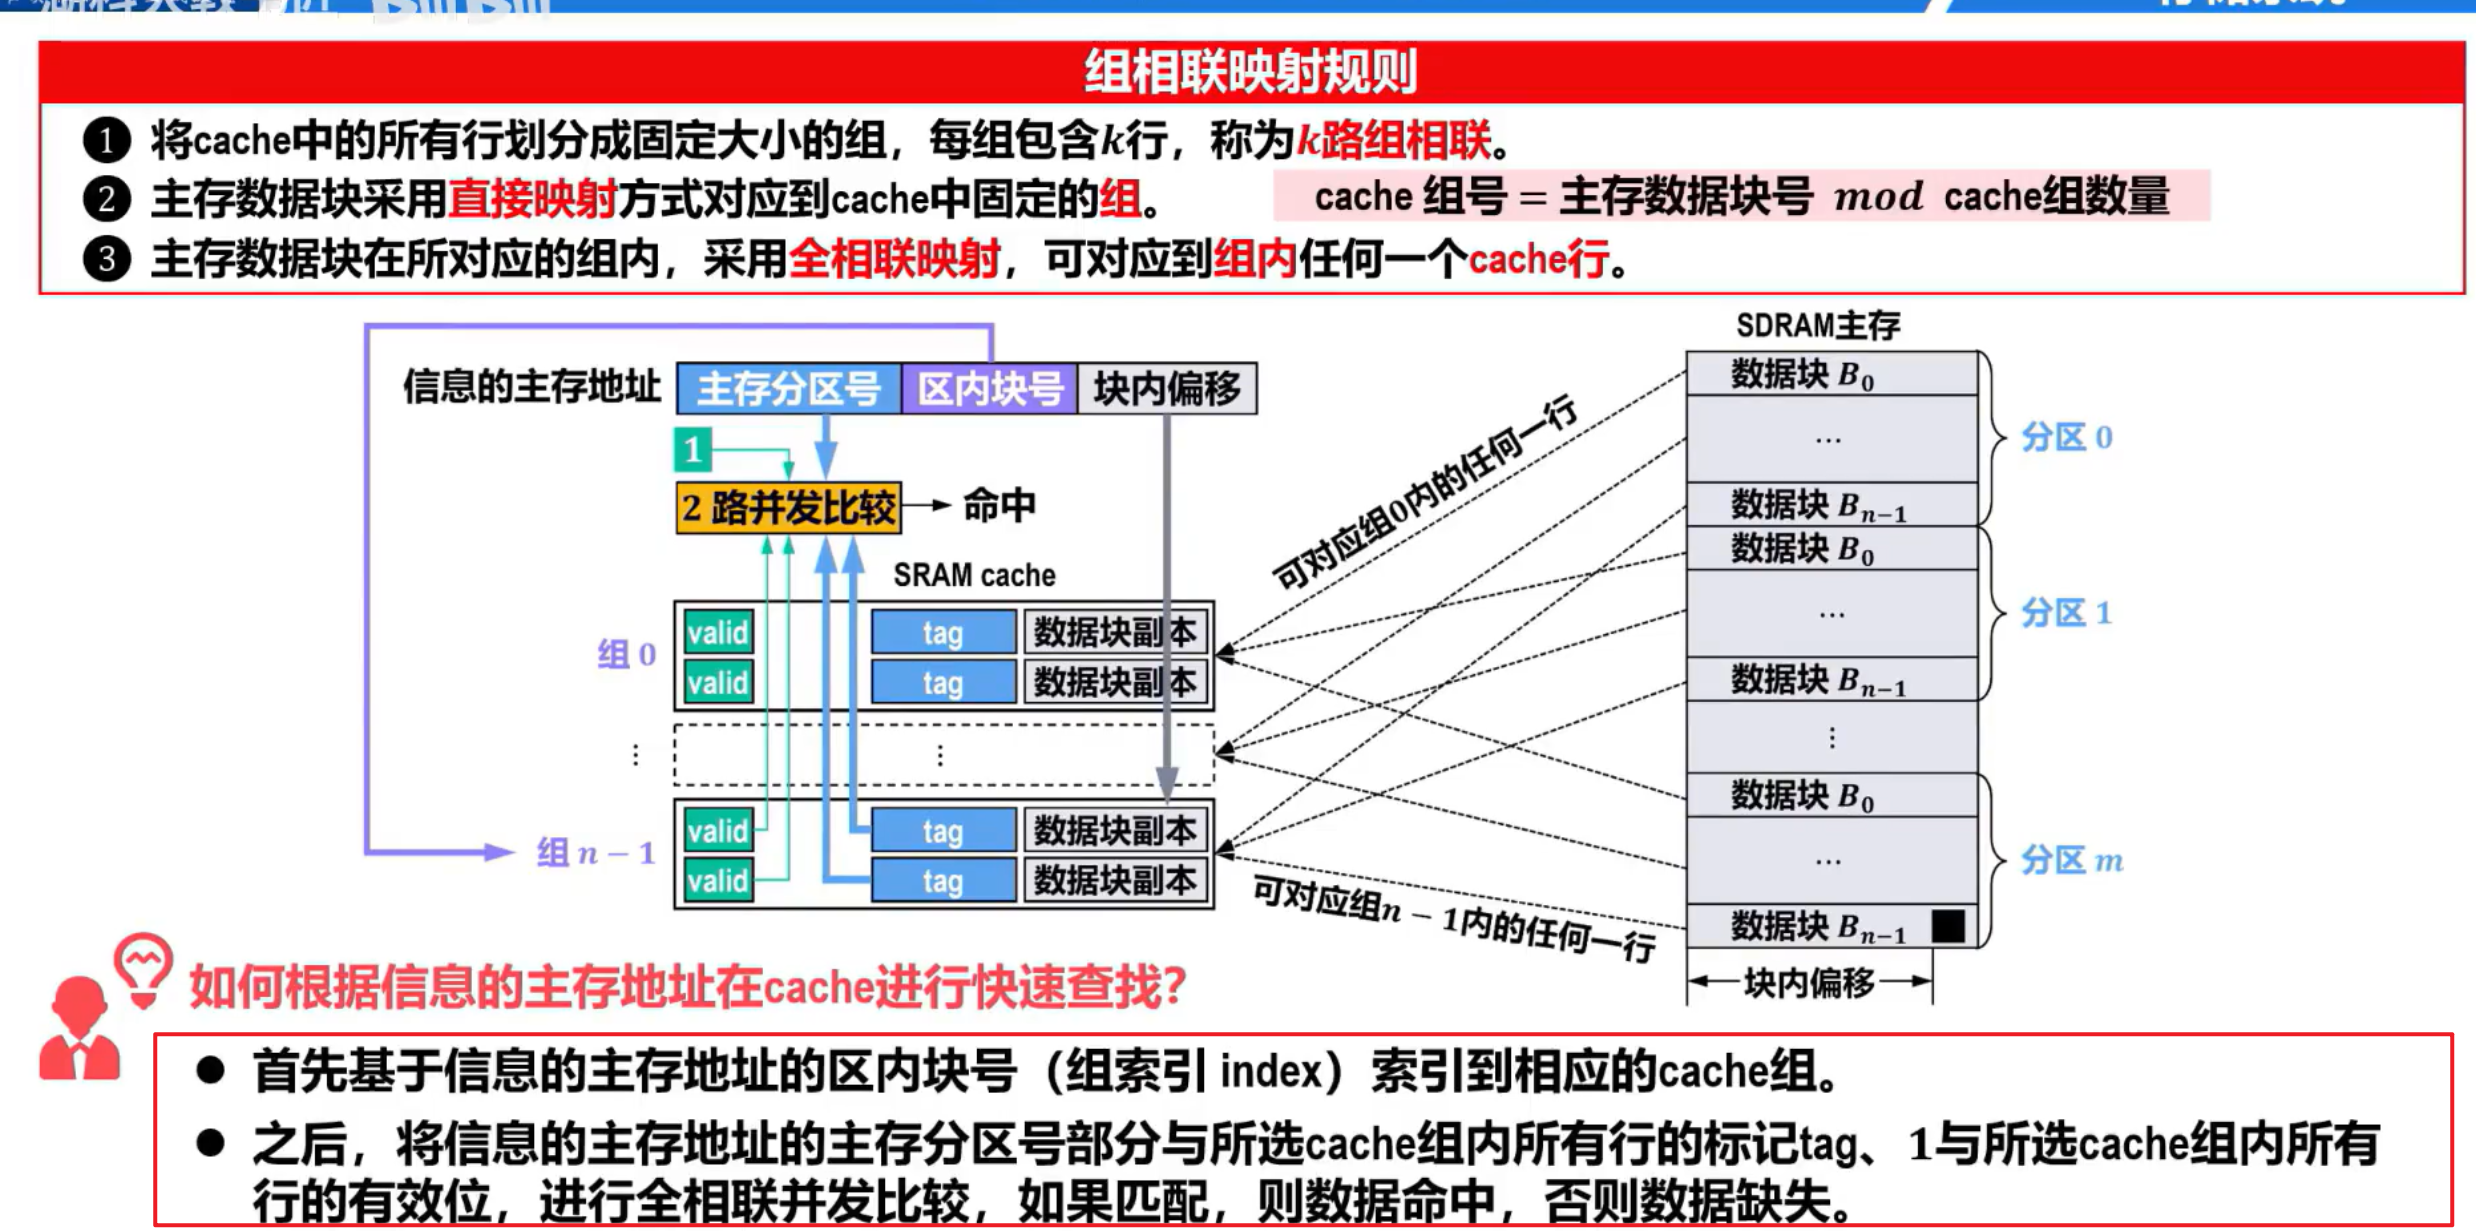 组相联映射规则
❶ 将cache中的所有行划分成固定大小的组，每组包含k行，称为k路组相联。
❷ 主存数据块采用直接映射方式对应到cache中固定的组。
cache 组号 = 主存数据块号 mod cache组数量
❸ 主存数据块在所对应的组内，采用全相联映射，可对应到组内任何一个cache行。
信息的主存地址 主存分区号 区内块号 块内偏移
1
2 路并发比较
命中
SRAM cache
组 0
valid tag 数据块副本
valid tag 数据块副本
⋮ ⋮
组 n − 1
valid tag 数据块副本
valid tag 数据块副本
可对应组0内的任何一行
可对应组n − 1内的任何一行
SDRAM主存
数据块 B0
…
数据块 Bn−1
分区 0
数据块 B0
…
数据块 Bn−1
分区 1
⋮
数据块 B0
…
数据块 Bn−1
分区 m
块内偏移
如何根据信息的主存地址在cache进行快速查找？
● 首先基于信息的主存地址的区内块号（组索引 index）索引到相应的cache组。
● 之后，将信息的主存地址的主存分区号部分与所选cache组内所有行的标记tag、1与所选cache组内所有
行的有效位，进行全相联并发比较，如果匹配，则数据命中，否则数据缺失。